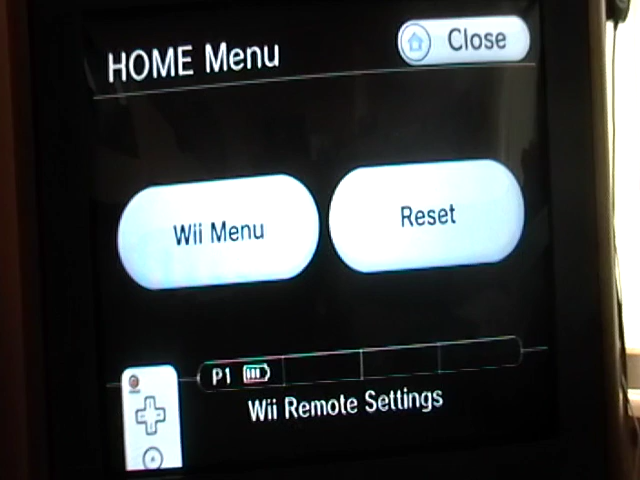 HOME Menu
Close
Wii Menu
Reset
P1
Wii Remote Settings